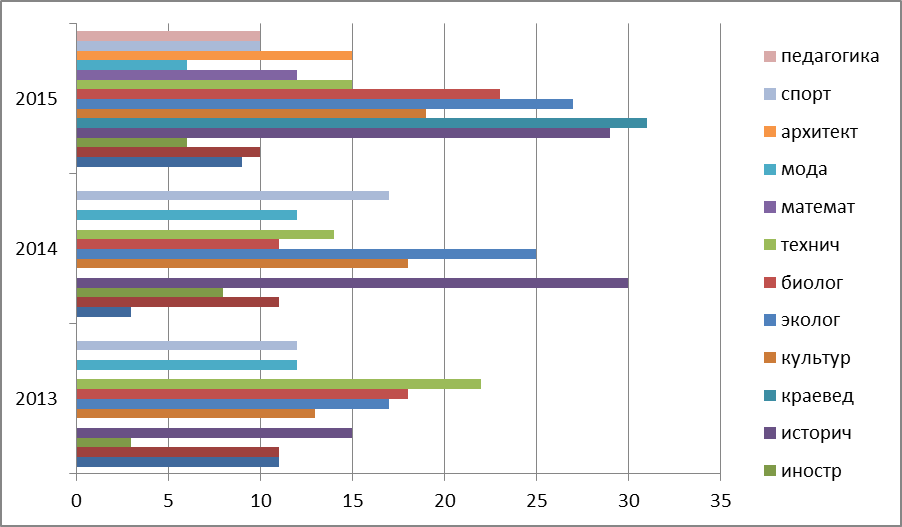 2015
2014
2013
0 5 10 15 20 25 30 35
педагогика
спорт
архитект
мода
математ
технич
биолог
эколог
культур
краевед
историч
иностр